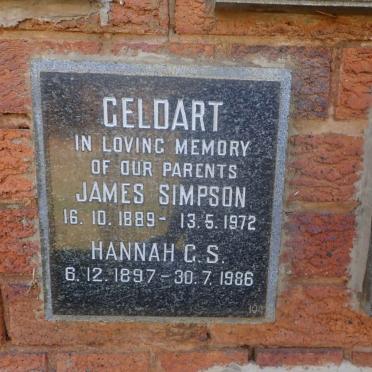 GELDART
IN LOVING MEMORY
OF OUR PARENTS
JAMES SIMPSON
16.10.1889 - 13.5.1972
HANNAH C.S.
6.12.1897 - 30.7.1986